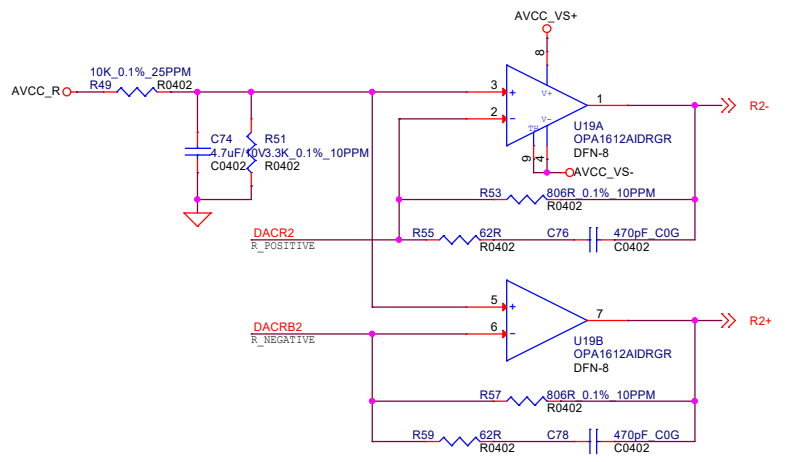 AVCC_VS+
10K_0.1%_25PPM
AVCC_R R49 R0402
8
V+
3 +
2 -
1
R2-
V-
TH
U19A
OPA1612AIDRGR
DFN-8
9 4
AVCC_VS-
C74 R51
4.7uF/10V 3.3K_0.1%_10PPM
C0402 R0402
R53 806R_0.1%_10PPM
R0402
DACR2
R_POSITIVE
R55 62R C76 470pF_C0G
R0402 C0402
5 +
6 -
7
R2+
DACRB2
R_NEGATIVE
U19B
OPA1612AIDRGR
DFN-8
R57 806R_0.1%_10PPM
R0402
R59 62R C78 470pF_C0G
R0402 C0402